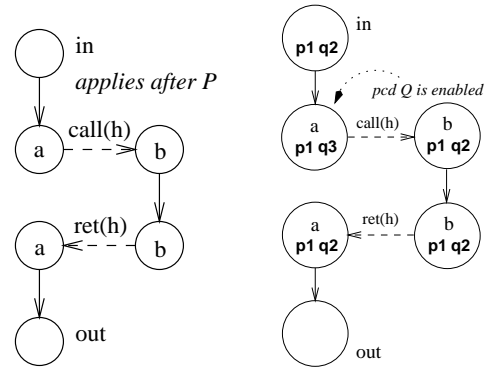 in
applies after P
call(h)
a
b
ret(h)
a
b
out
in
p1 q2
pcd Q is enabled
a
p1 q3
call(h)
b
p1 q2
a
p1 q2
ret(h)
b
p1 q2
out